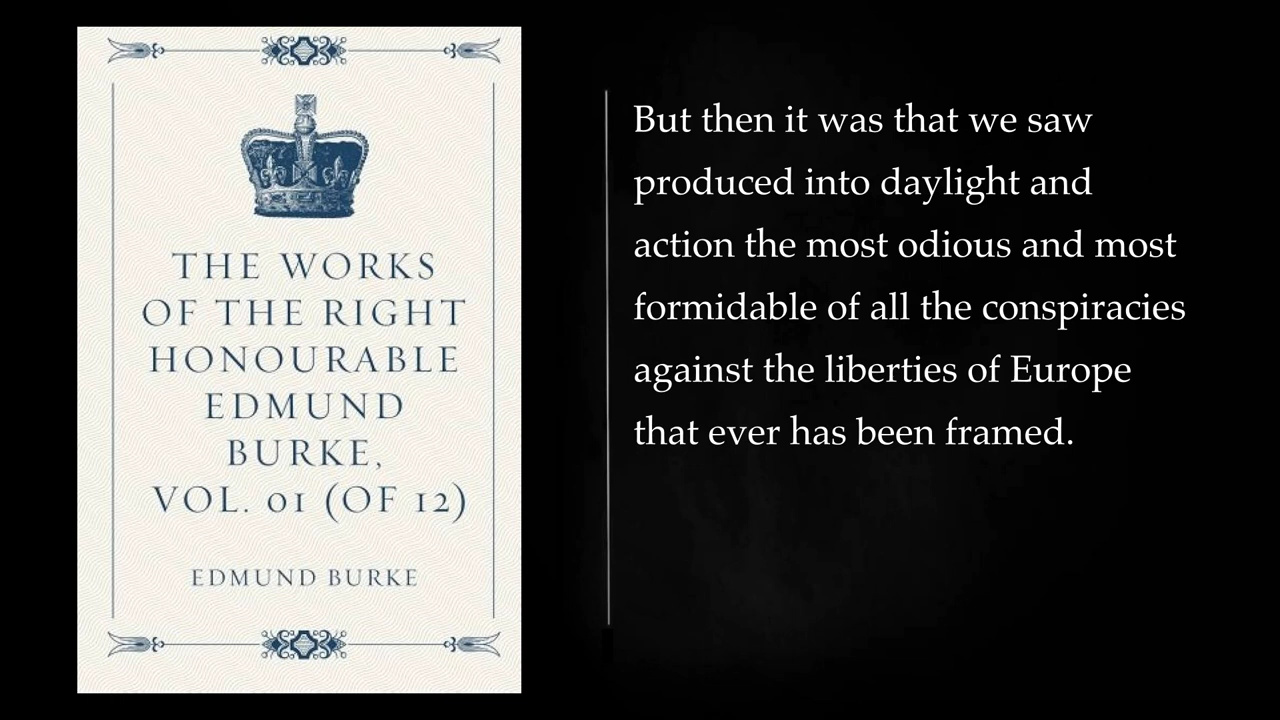 THE WORKS
OF THE RIGHT
HONOURABLE
EDMUND
BURKE,
VOL. 01 (OF 12)
EDMUND BURKE
But then it was that we saw
produced into daylight and
action the most odious and most
formidable of all the conspiracies
against the liberties of Europe
that ever has been framed.